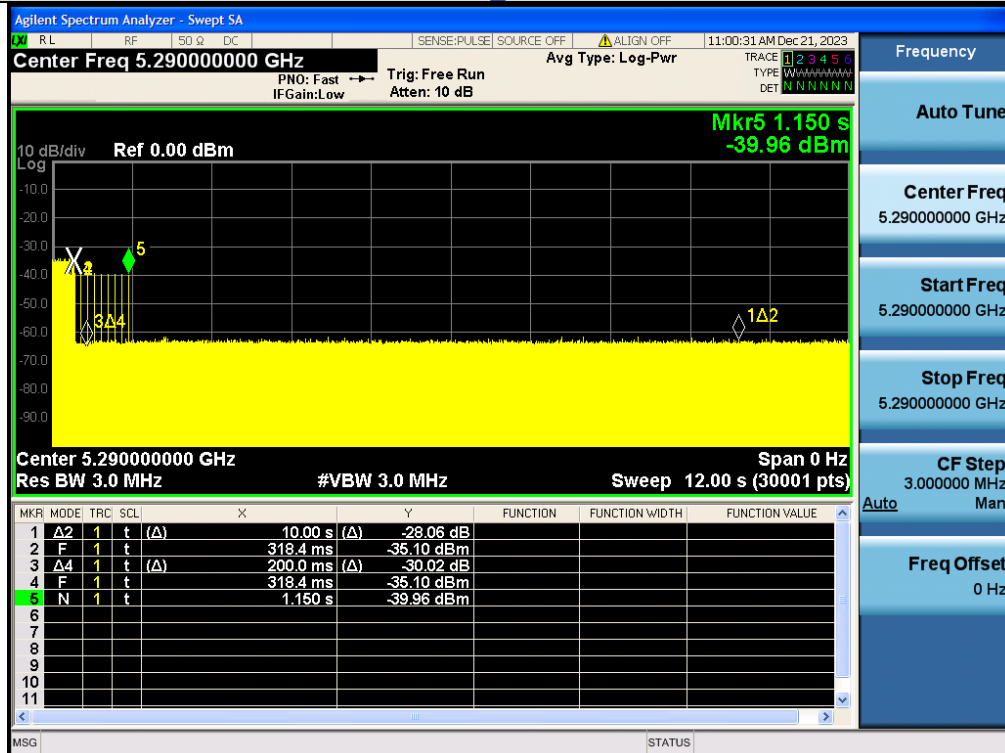 Agilent Spectrum Analyzer - Swept SA
LXI RL RF 50 Ω DC SENSE:PULSE SOURCE OFF ALIGN OFF 11:00:31 AM Dec 21, 2023
Center Freq 5.290000000 GHz
PNO: Fast
IFGain:Low
Trig: Free Run
Atten: 10 dB
Avg Type: Log-Pwr
TRACE 1 2 3 4 5 6
TYPE W
DET N N N N N N
Mkr5 1.150 s
-39.96 dBm
10 dB/div Ref 0.00 dBm
Log
-10.0
-20.0
-30.0
-40.0
-50.0
-60.0
-70.0
-80.0
-90.0
5
3Δ4
1Δ2
Center 5.290000000 GHz Span 0 Hz
Res BW 3.0 MHz #VBW 3.0 MHz Sweep 12.00 s (30001 pts)
MKR MODE TRC SCL X Y FUNCTION FUNCTION WIDTH FUNCTION VALUE
1 Δ2 1 t (Δ) 10.00 s (Δ) -28.06 dB
2 F 1 t 318.4 ms -35.10 dBm
3 Δ4 1 t (Δ) 200.0 ms (Δ) -30.02 dB
4 F 1 t 318.4 ms -35.10 dBm
5 N 1 t 1.150 s -39.96 dBm
6
7
8
9
10
11
MSG STATUS
Frequency
Auto Tune
Center Freq
5.290000000 GHz
Start Freq
5.290000000 GHz
Stop Freq
5.290000000 GHz
CF Step
3.000000 MHz
Auto Man
Freq Offset
0 Hz